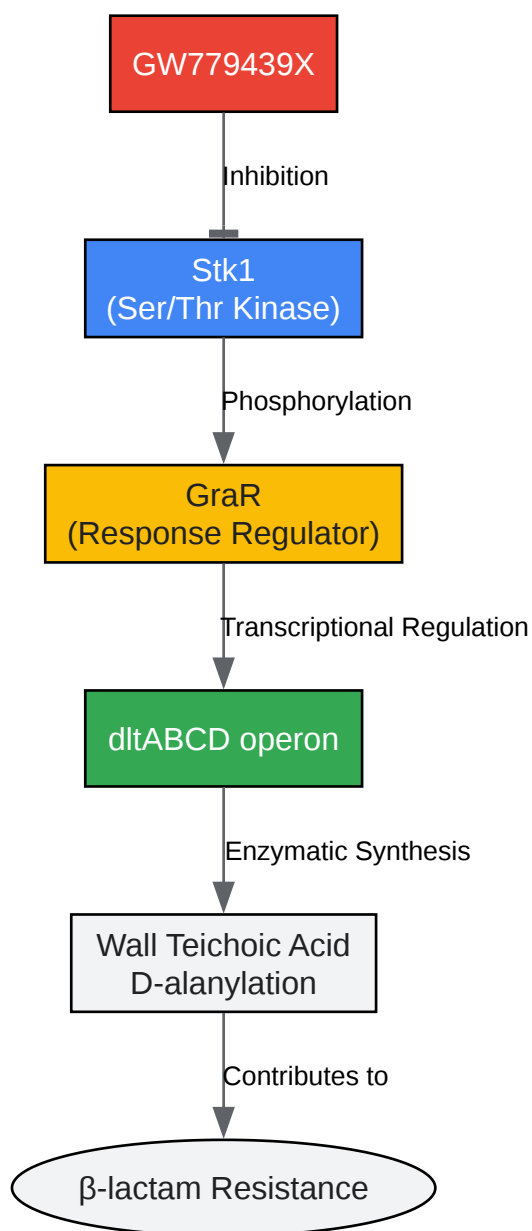 GW779439X
Inhibition
Stk1
(Ser/Thr Kinase)
Phosphorylation
GraR
(Response Regulator)
Transcriptional Regulation
dltABCD operon
Enzymatic Synthesis
Wall Teichoic Acid
D-alanylation
Contributes to
β-lactam Resistance